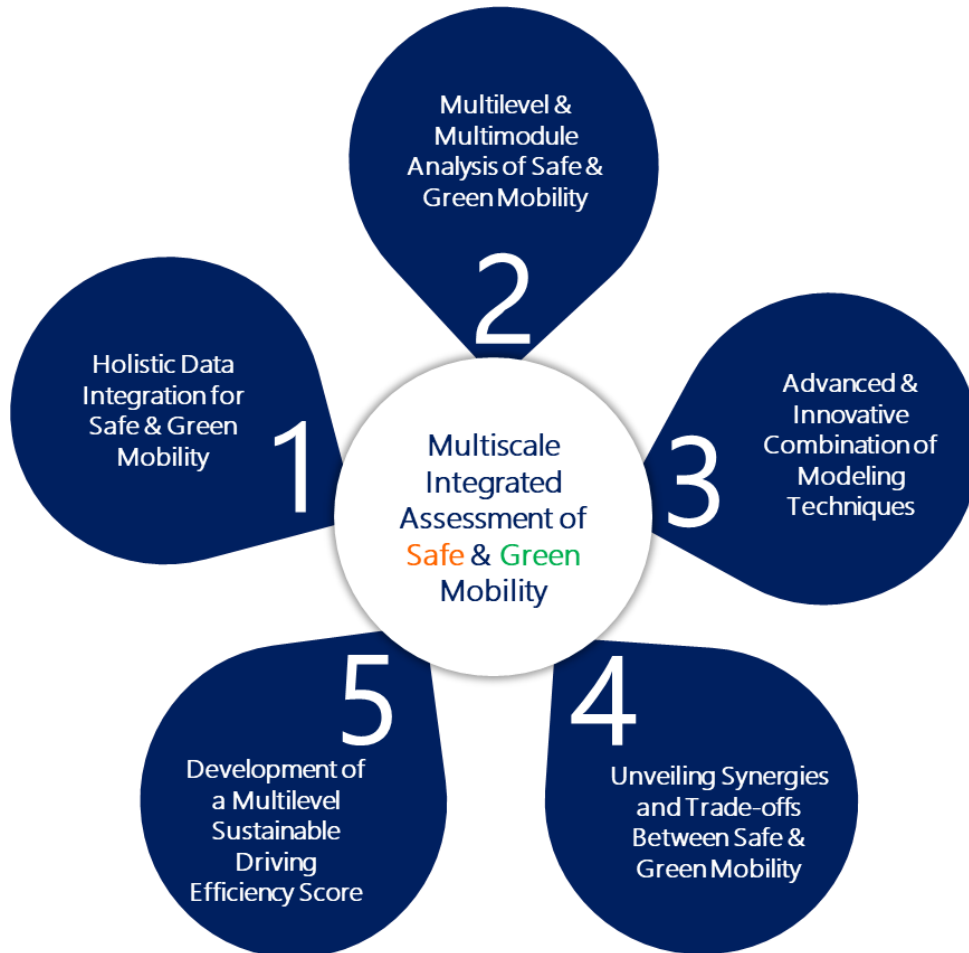 Multiscale
Integrated
Assessment of
Safe & Green
Mobility
1
Holistic Data
Integration for
Safe & Green
Mobility
2
Multilevel &
Multimodule
Analysis of Safe &
Green Mobility
3
Advanced &
Innovative
Combination of
Modeling
Techniques
4
Unveiling Synergies
and Trade-offs
Between Safe &
Green Mobility
5
Development of
a Multilevel
Sustainable
Driving
Efficiency Score